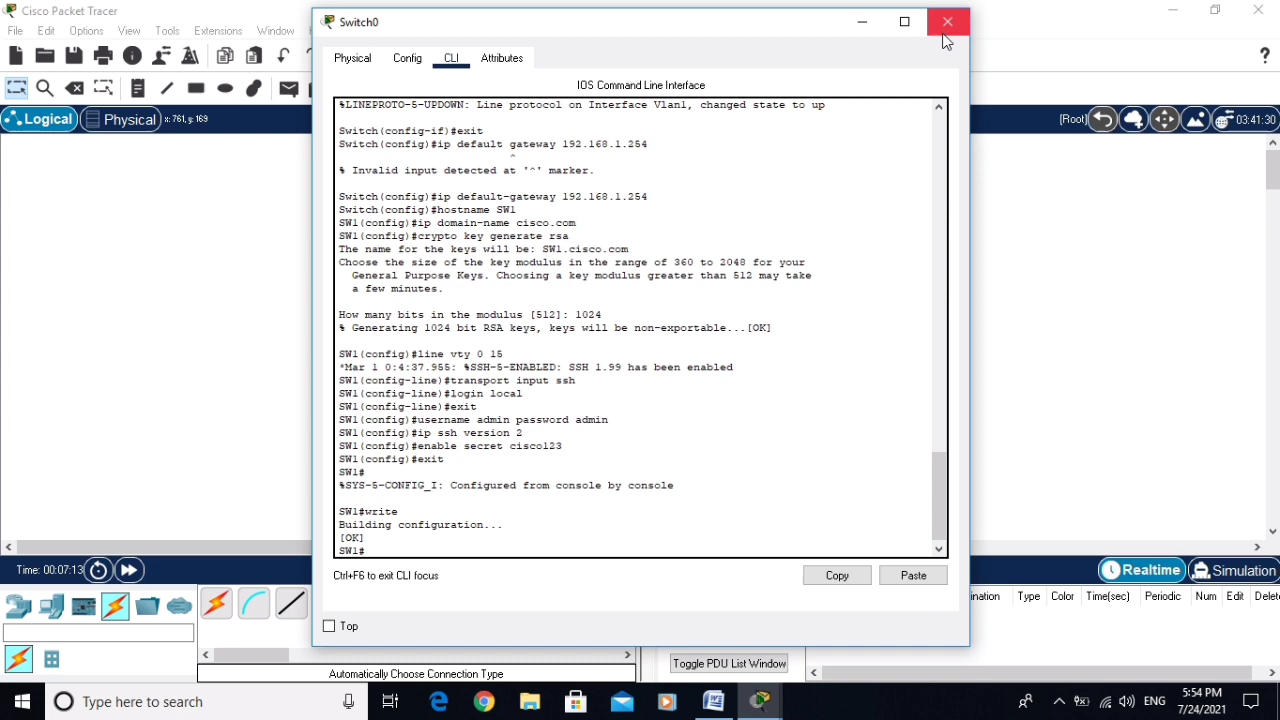 Cisco Packet Tracer
File Edit Options View Tools Extensions Window
Logical Physical x: 761, y: 169
[Root] 03:41:30
Switch0
Physical Config CLI Attributes
IOS Command Line Interface
%LINEPROTO-5-UPDOWN: Line protocol on Interface Vlan1, changed state to up
Switch(config-if)#exit
Switch(config)#ip default gateway 192.168.1.254
^
% Invalid input detected at '^' marker.
Switch(config)#ip default-gateway 192.168.1.254
Switch(config)#hostname SW1
SW1(config)#ip domain-name cisco.com
SW1(config)#crypto key generate rsa
The name for the keys will be: SW1.cisco.com
Choose the size of the key modulus in the range of 360 to 2048 for your
General Purpose Keys. Choosing a key modulus greater than 512 may take
a few minutes.
How many bits in the modulus [512]: 1024
% Generating 1024 bit RSA keys, keys will be non-exportable...[OK]
SW1(config)#line vty 0 15
*Mar 1 0:4:37.955: %SSH-5-ENABLED: SSH 1.99 has been enabled
SW1(config-line)#transport input ssh
SW1(config-line)#login local
SW1(config-line)#exit
SW1(config)#username admin password admin
SW1(config)#ip ssh version 2
SW1(config)#enable secret cisco123
SW1(config)#exit
SW1#
%SYS-5-CONFIG_I: Configured from console by console
SW1#write
Building configuration...
[OK]
SW1#
Ctrl+F6 to exit CLI focus
Copy Paste
Top
Time: 00:07:13
Realtime Simulation
ination Type Color Time(sec) Periodic Num Edit Delete
Automatically Choose Connection Type
Toggle PDU List Window
Type here to search
ENG
5:54 PM
7/24/2021